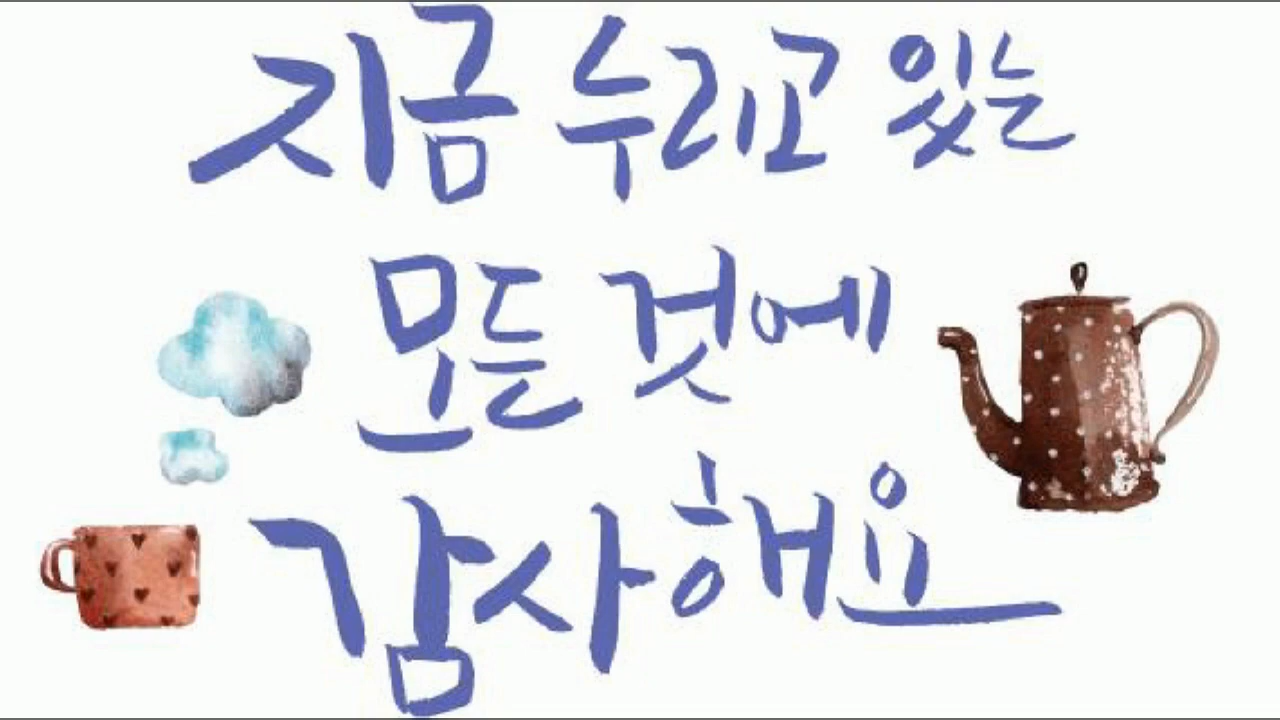 지금 누리고 있는
모든 것에
감사해요